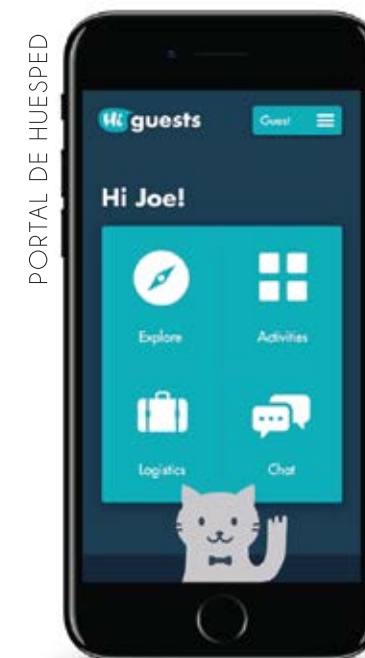 PORTAL DE HUESPED
Hi guests
Guest
Hi Joe!
Explore
Activities
Logistics
Chat